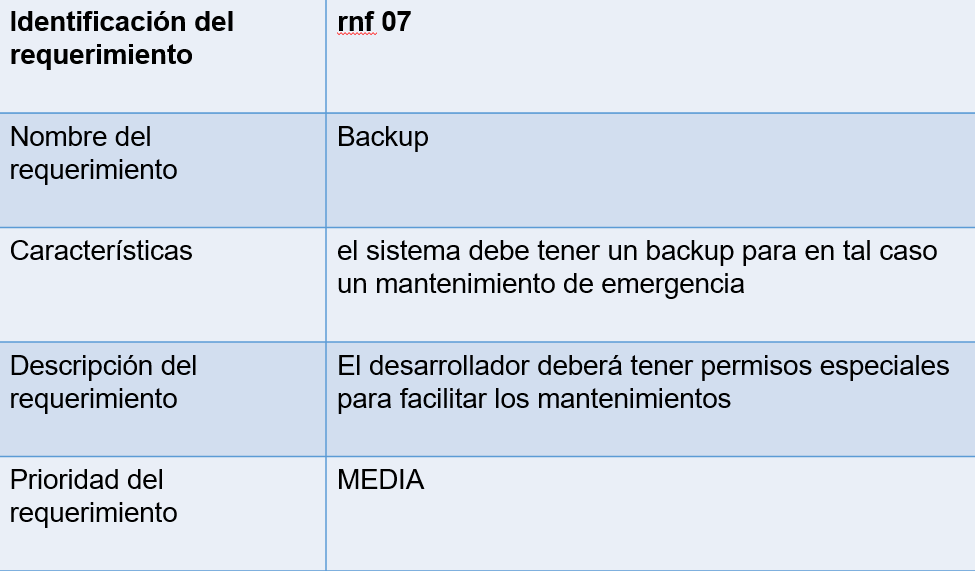 Identificación del
requerimiento
rnf 07
Nombre del
requerimiento
Backup
Características
el sistema debe tener un backup para en tal caso
un mantenimiento de emergencia
Descripción del
requerimiento
El desarrollador deberá tener permisos especiales
para facilitar los mantenimientos
Prioridad del
requerimiento
MEDIA